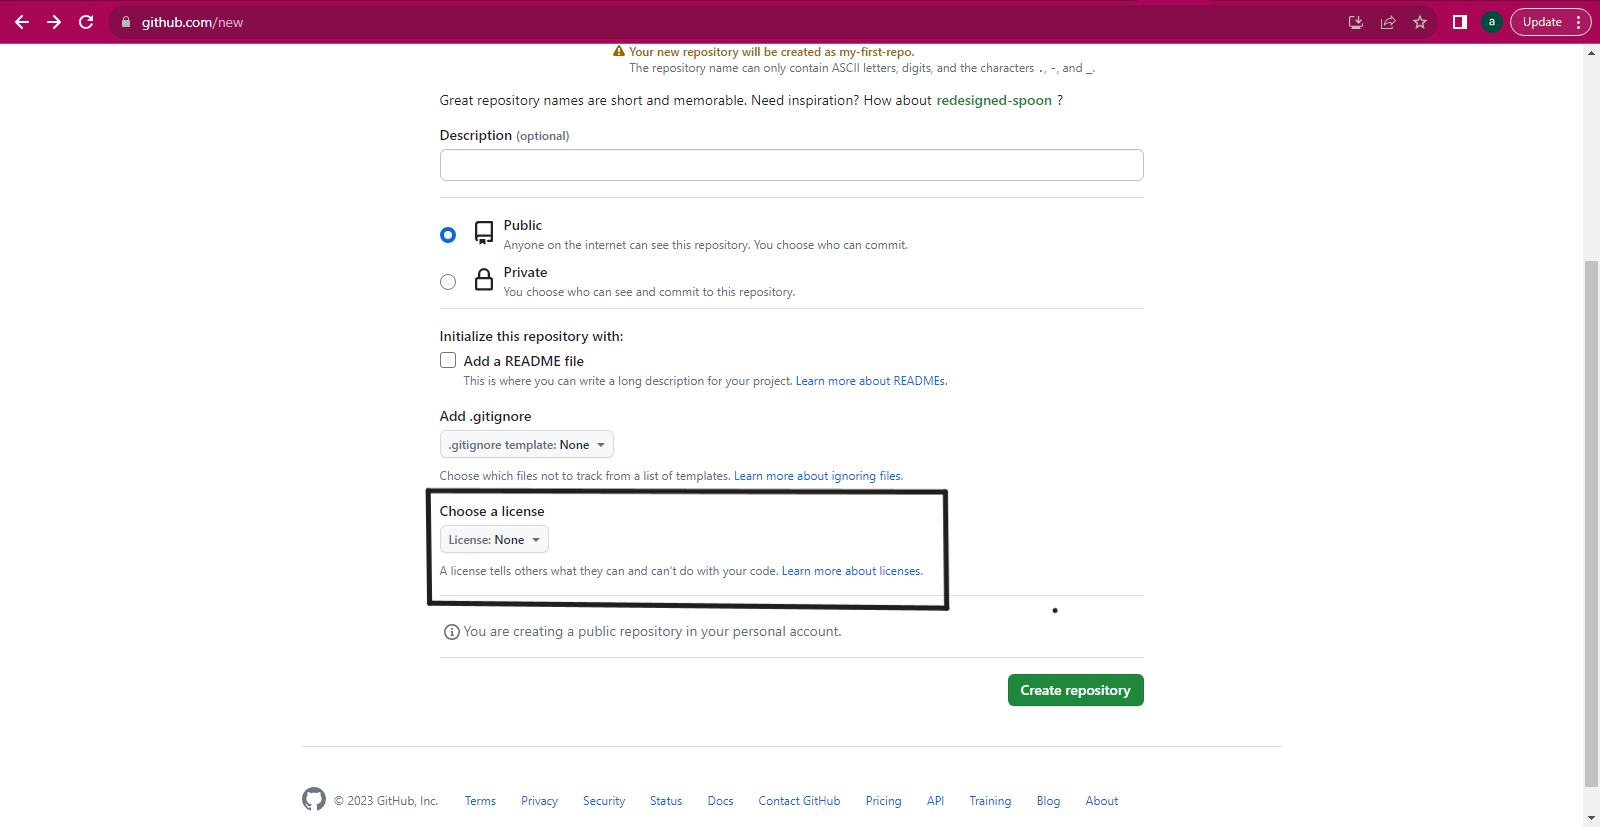 github.com/new
a
Update
Your new repository will be created as my-first-repo.
The repository name can only contain ASCII letters, digits, and the characters ., -, and _.
Great repository names are short and memorable. Need inspiration? How about redesigned-spoon ?
Description (optional)
Public
Anyone on the internet can see this repository. You choose who can commit.
Private
You choose who can see and commit to this repository.
Initialize this repository with:
Add a README file
This is where you can write a long description for your project. Learn more about READMEs.
Add .gitignore
.gitignore template: None
Choose which files not to track from a list of templates. Learn more about ignoring files.
Choose a license
License: None
A license tells others what they can and can't do with your code. Learn more about licenses.
You are creating a public repository in your personal account.
Create repository
© 2023 GitHub, Inc. Terms Privacy Security Status Docs Contact GitHub Pricing API Training Blog About